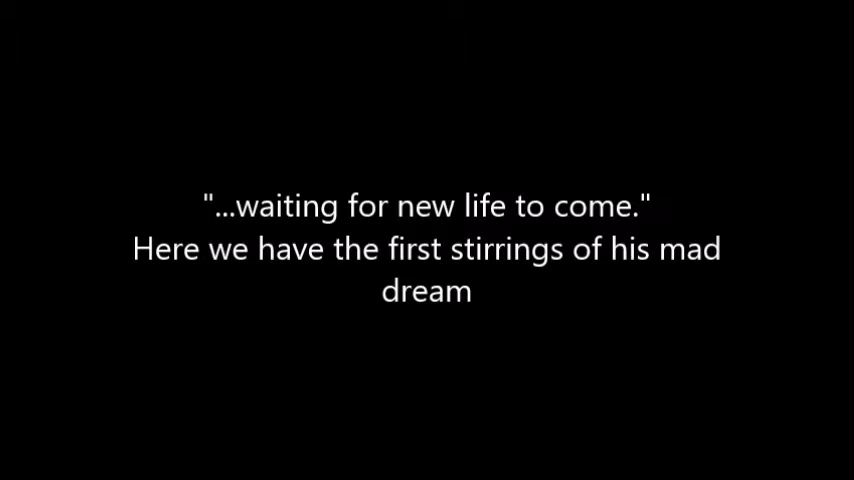 "...waiting for new life to come."
Here we have the first stirrings of his mad
dream